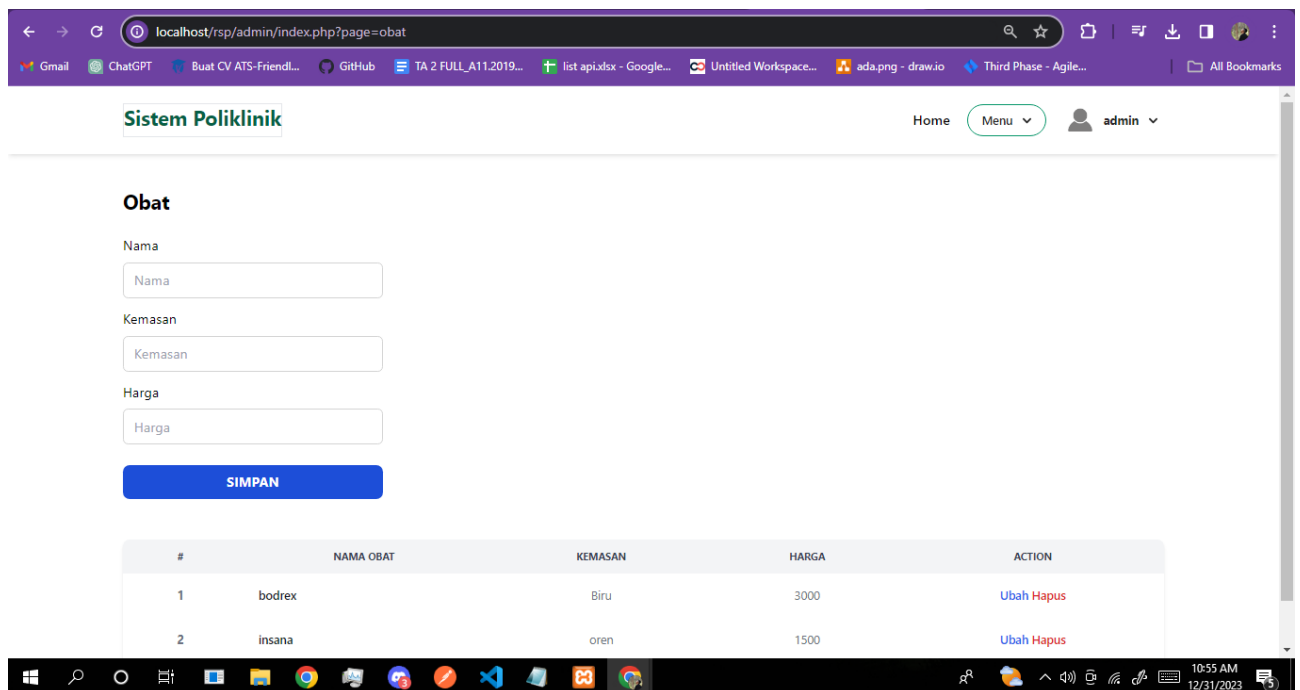 localhost/rsp/admin/index.php?page=obat
Gmail ChatGPT Buat CV ATS-Friendl... GitHub TA 2 FULL_A11.2019... list api.xlsx - Google... Untitled Workspace... ada.png - draw.io Third Phase - Agile... All Bookmarks
Sistem Poliklinik Home Menu admin
Obat
Nama
Nama
Kemasan
Kemasan
Harga
Harga
SIMPAN
# NAMA OBAT KEMASAN HARGA ACTION
1 bodrex Biru 3000 Ubah Hapus
2 insana oren 1500 Ubah Hapus
10:55 AM
12/31/2023
5